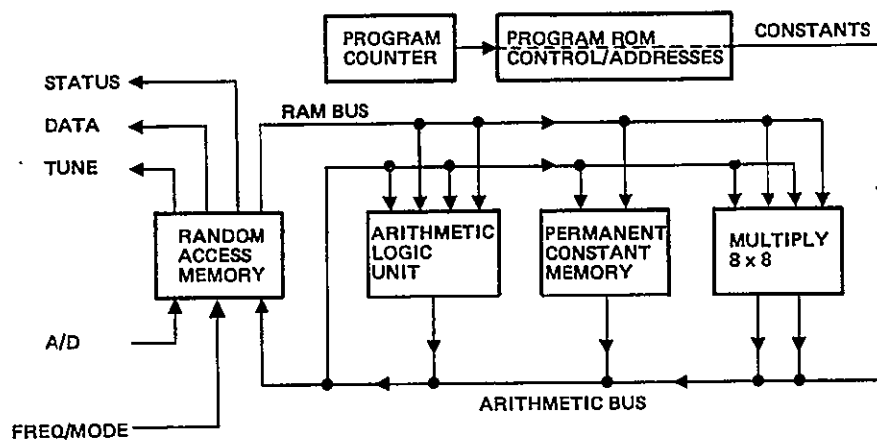 PROGRAM
COUNTER
PROGRAM ROM
CONTROL/ADDRESSES
CONSTANTS
STATUS
DATA
TUNE
RAM BUS
RANDOM
ACCESS
MEMORY
ARITHMETIC
LOGIC
UNIT
PERMANENT
CONSTANT
MEMORY
MULTIPLY
8 x 8
A/D
FREQ/MODE
ARITHMETIC BUS